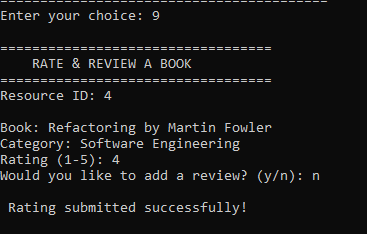 =========================================
Enter your choice: 9
==================================
RATE & REVIEW A BOOK
==================================
Resource ID: 4
Book: Refactoring by Martin Fowler
Category: Software Engineering
Rating (1-5): 4
Would you like to add a review? (y/n): n
Rating submitted successfully!